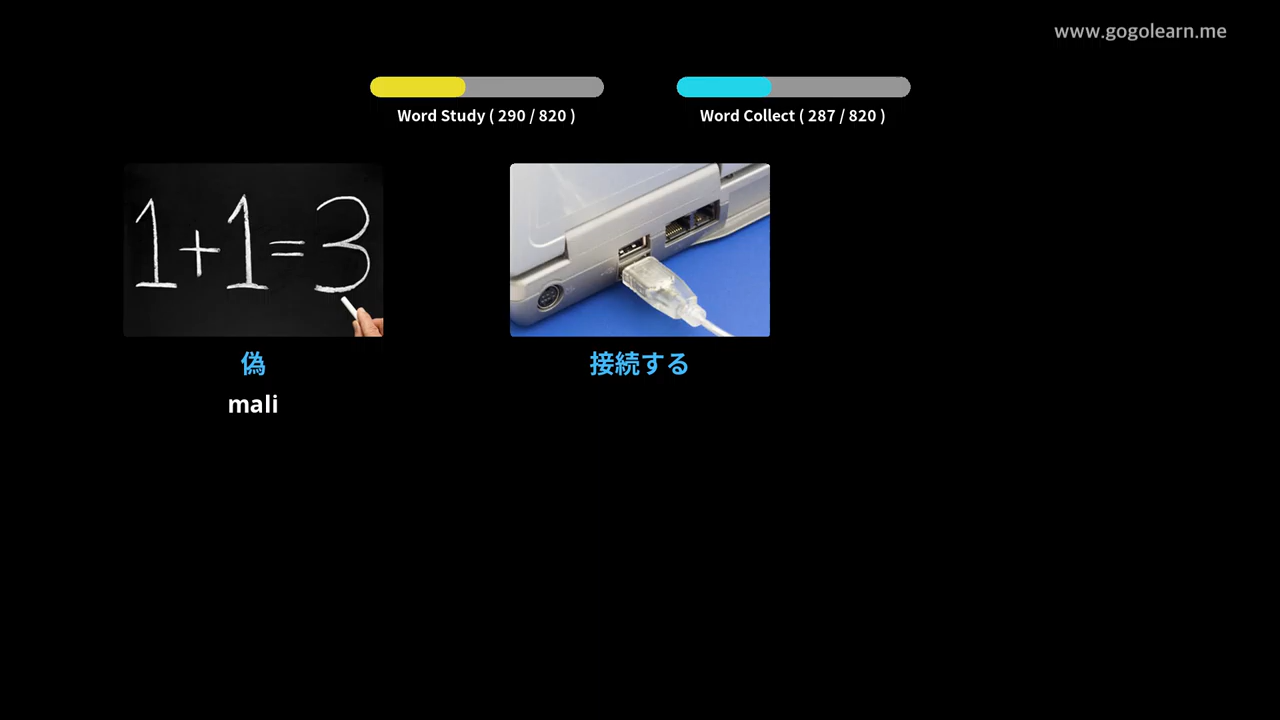 www.gogolearn.me
Word Study ( 290 / 820 )
Word Collect ( 287 / 820 )
1+1=3
偽
接続する
mali